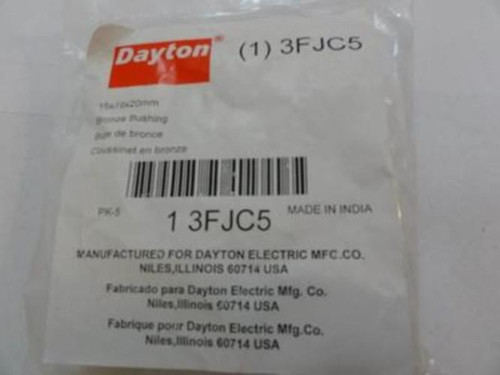 Dayton® (1) 3FJC5
Bronze Bushing
de bronce
Coussinet en bronze
PK-5 1 3FJC5 MADE IN INDIA
MANUFACTURED FOR DAYTON ELECTRIC MFC.CO.
NILES,ILLINOIS 60714 USA
Fabricado para Dayton Electric Mfg. Co.
Niles,Illinois 60714 USA
Fabrique pour Dayton Electric Mfg.Co.
Niles,Illinois 60714 USA